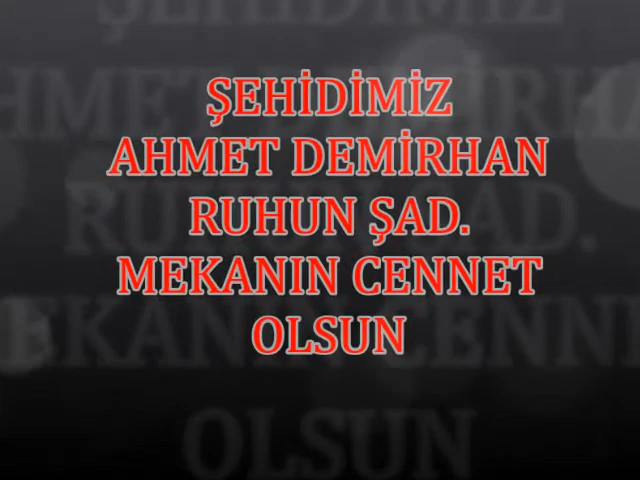 ŞEHİDİMİZ
AHMET DEMİRHAN
RUHUN ŞAD.
MEKANIN CENNET
OLSUN